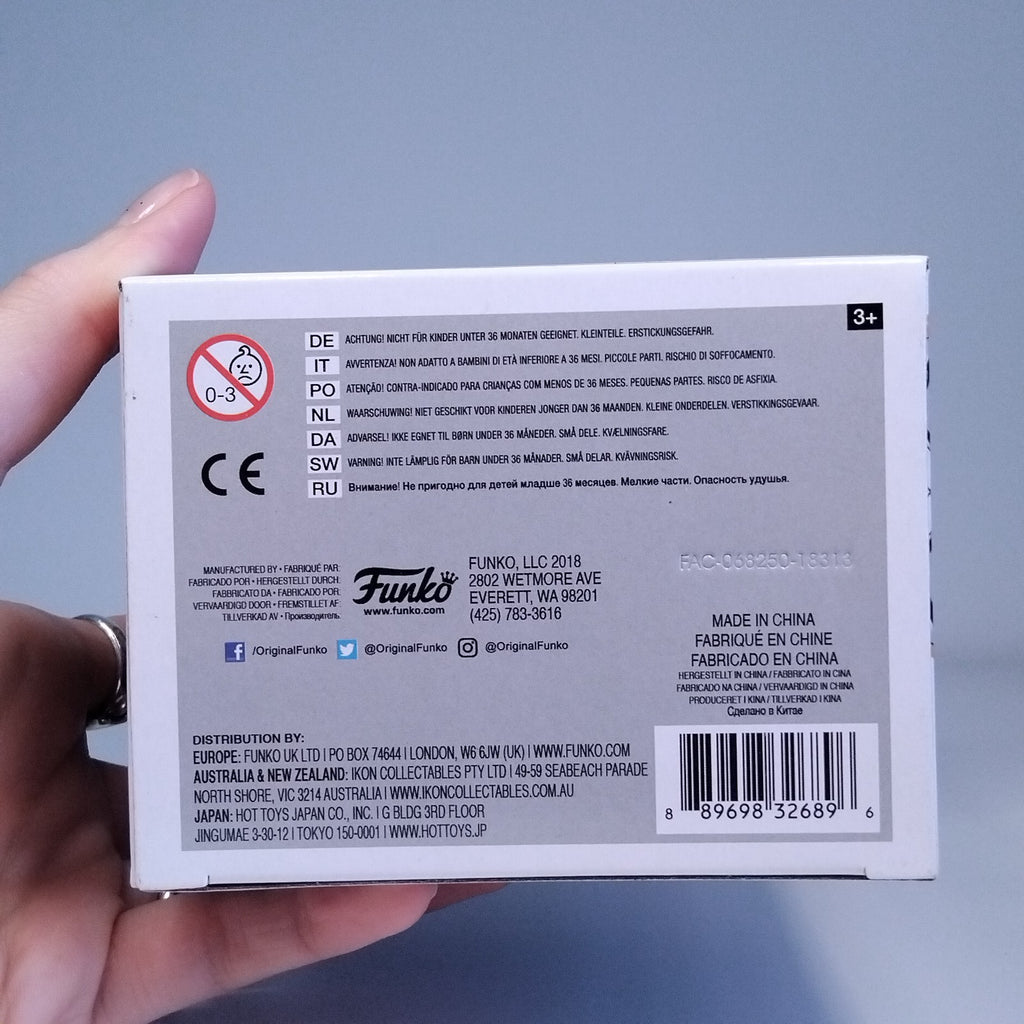 3+
0-3
DE ACHTUNG! NICHT FÜR KINDER UNTER 36 MONATEN GEEIGNET. KLEINTEILE. ERSTICKUNGSGEFAHR.
IT AVVERTENZA! NON ADATTO A BAMBINI DI ETÀ INFERIORE A 36 MESI. PICCOLE PARTI. RISCHIO DI SOFFOCAMENTO.
PO ATENÇÃO! CONTRA-INDICADO PARA CRIANÇAS COM MENOS DE 36 MESES. PEQUENAS PARTES. RISCO DE ASFIXIA.
NL WAARSCHUWING! NIET GESCHIKT VOOR KINDEREN JONGER DAN 36 MAANDEN. KLEINE ONDERDELEN. VERSTIKKINGSGEVAAR.
DA ADVARSEL! IKKE EGNET TIL BØRN UNDER 36 MÅNEDER. SMÅ DELE. KVÆLNINGSFARE.
SW VARNING! INTE LÄMPLIG FÖR BARN UNDER 36 MÅNADER. SMÅ DELAR. KVÄVNINGSRISK.
RU Внимание! Не пригодно для детей младше 36 месяцев. Мелкие части. Опасность удушья.
CE
MANUFACTURED BY • FABRIQUÉ PAR:
FABRICADO POR • HERGESTELLT DURCH:
FABBRICATO DA • FABRICADO POR:
VERVAARDIGD DOOR • FREMSTILLET AF:
TILLVERKAD AV • Производитель:
Funko
www.funko.com
FUNKO, LLC 2018
2802 WETMORE AVE
EVERETT, WA 98201
(425) 783-3616
FAC-068250-18313
/OriginalFunko @OriginalFunko @OriginalFunko
MADE IN CHINA
FABRIQUÉ EN CHINE
FABRICADO EN CHINA
HERGESTELLT IN CHINA / FABBRICATO IN CINA
FABRICADO NA CHINA / VERVAARDIGD IN CHINA
PRODUCERET I KINA / TILLVERKAD I KINA
Сделано в Китае
DISTRIBUTION BY:
EUROPE: FUNKO UK LTD | PO BOX 74644 | LONDON, W6 6JW (UK) | WWW.FUNKO.COM
AUSTRALIA & NEW ZEALAND: IKON COLLECTABLES PTY LTD | 49-59 SEABEACH PARADE
NORTH SHORE, VIC 3214 AUSTRALIA | WWW.IKONCOLLECTABLES.COM.AU
JAPAN: HOT TOYS JAPAN CO., INC. | G BLDG 3RD FLOOR
JINGUMAE 3-30-12 | TOKYO 150-0001 | WWW.HOTTOYS.JP
8 89698 32689 6